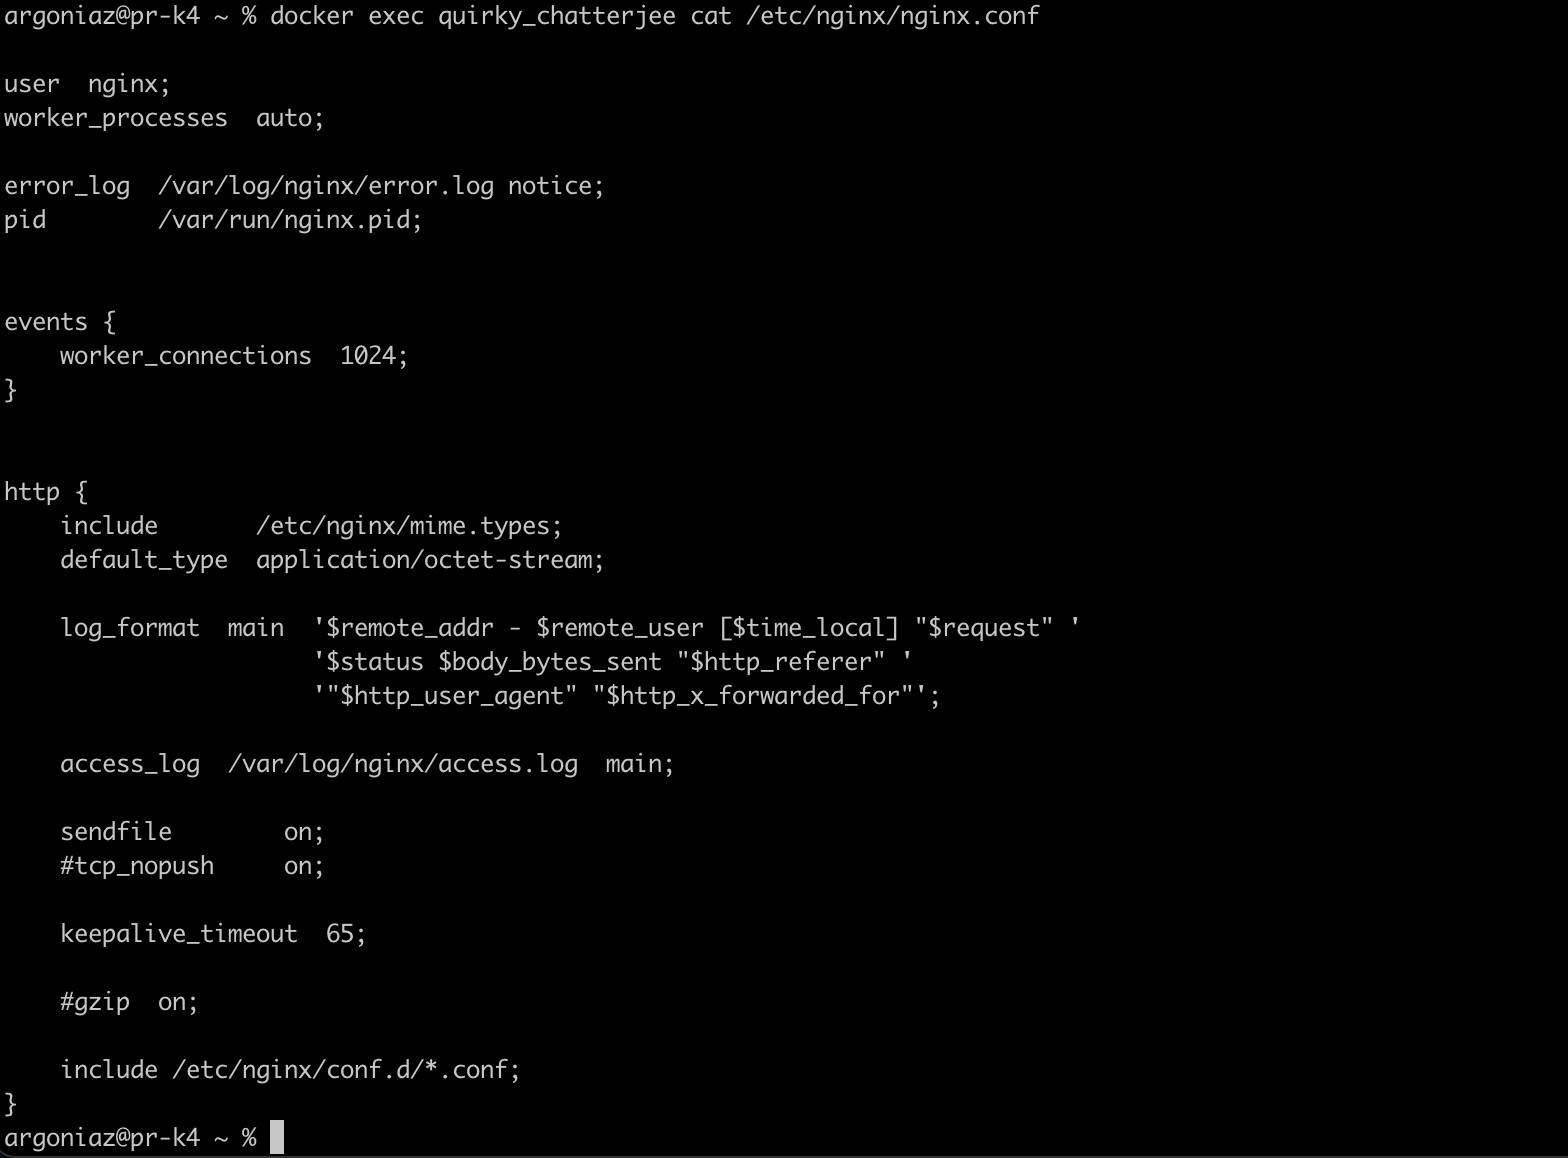 argoniaz@pr-k4 ~ % docker exec quirky_chatterjee cat /etc/nginx/nginx.conf

user  nginx;
worker_processes  auto;

error_log  /var/log/nginx/error.log notice;
pid        /var/run/nginx.pid;


events {
    worker_connections  1024;
}


http {
    include       /etc/nginx/mime.types;
    default_type  application/octet-stream;

    log_format  main  '$remote_addr - $remote_user [$time_local] "$request" '
                      '$status $body_bytes_sent "$http_referer" '
                      '"$http_user_agent" "$http_x_forwarded_for"';

    access_log  /var/log/nginx/access.log  main;

    sendfile        on;
    #tcp_nopush     on;

    keepalive_timeout  65;

    #gzip  on;

    include /etc/nginx/conf.d/*.conf;
}
argoniaz@pr-k4 ~ %